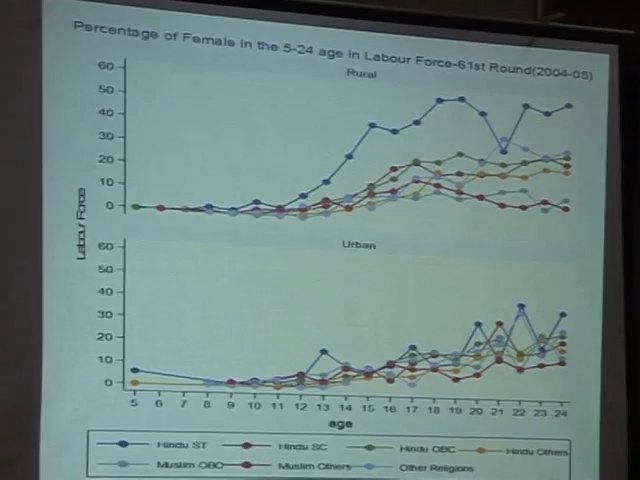 Percentage of Female in the 5-24 age in Labour Force-61st Round(2004-05)
Rural
60
50
40
30
20
10
0
Labour Force
Urban
60
50
40
30
20
10
0
5 6 7 8 9 10 11 12 13 14 15 16 17 18 19 20 21 22 23 24
age
Hindu ST Hindu SC Hindu OBC Hindu Others
Muslim OBC Muslim Others Other Religions